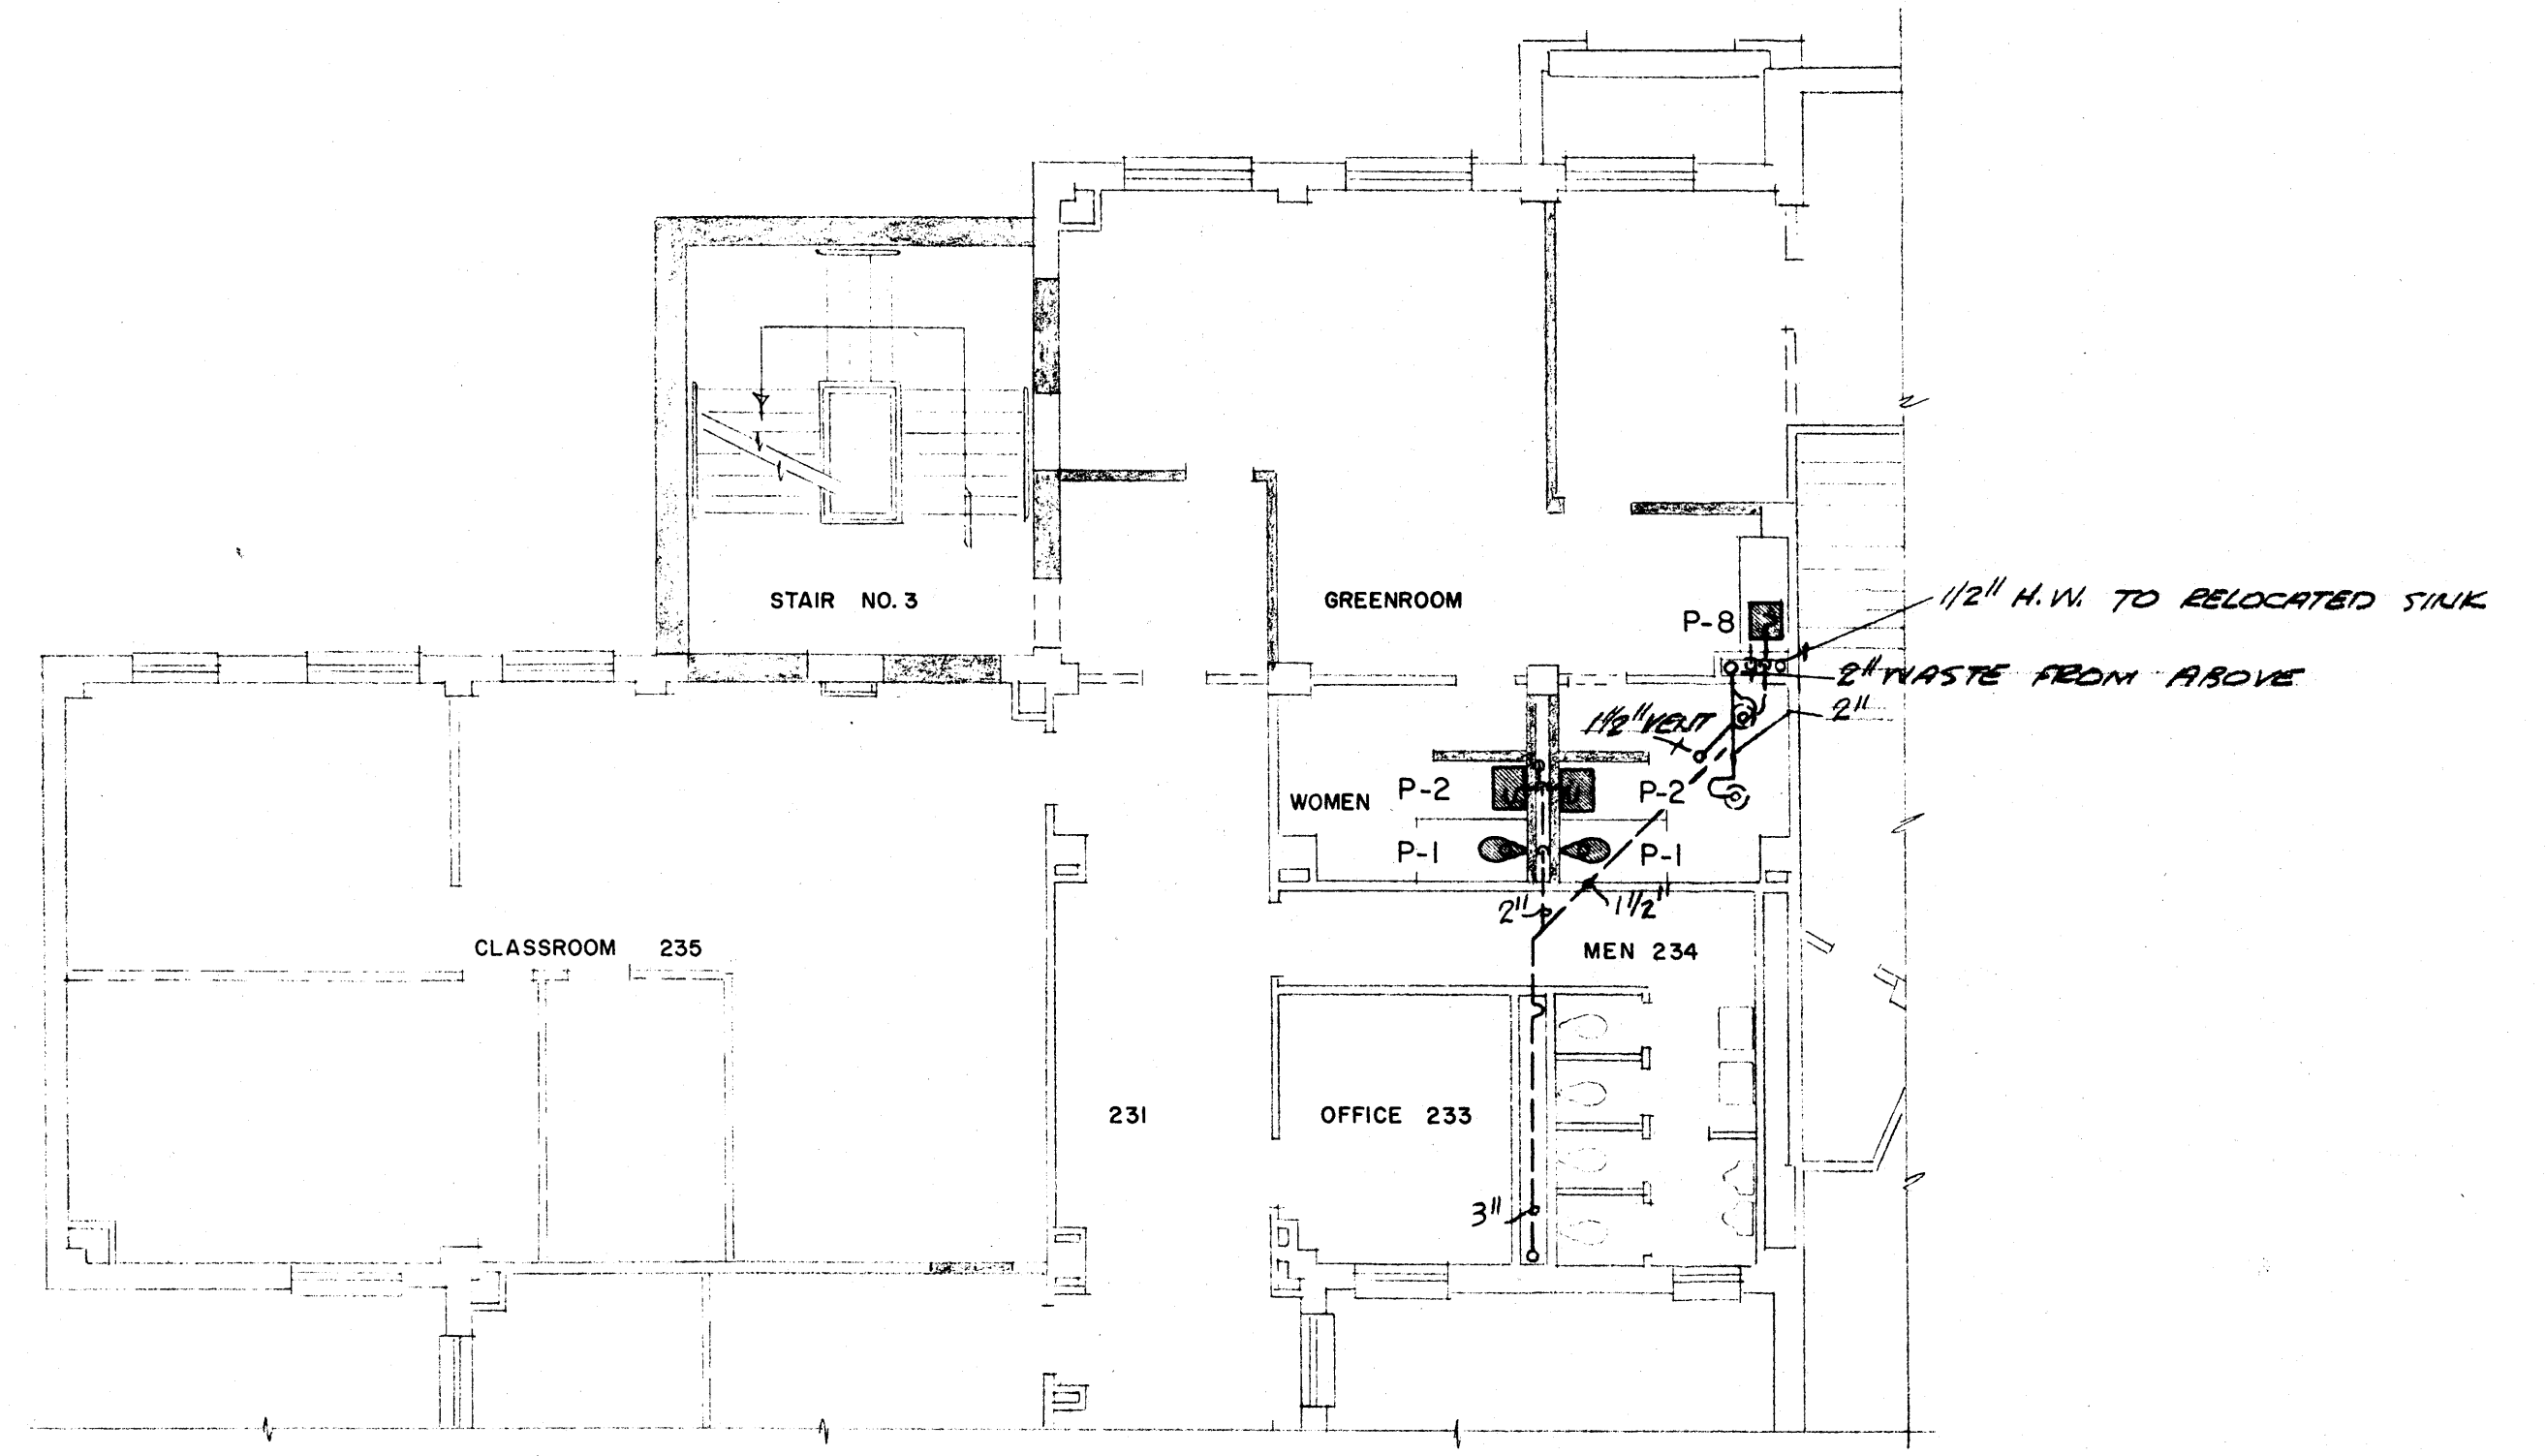 STAIR NO. 3
GREENROOM
1/2" H.W. TO RELOCATED SINK
P-8
2" WASTE FROM ABOVE
2"
1 1/2" VENT
WOMEN
P-2
P-2
P-1
P-1
2"
1 1/2"
CLASSROOM 235
MEN 234
231
OFFICE 233
3"